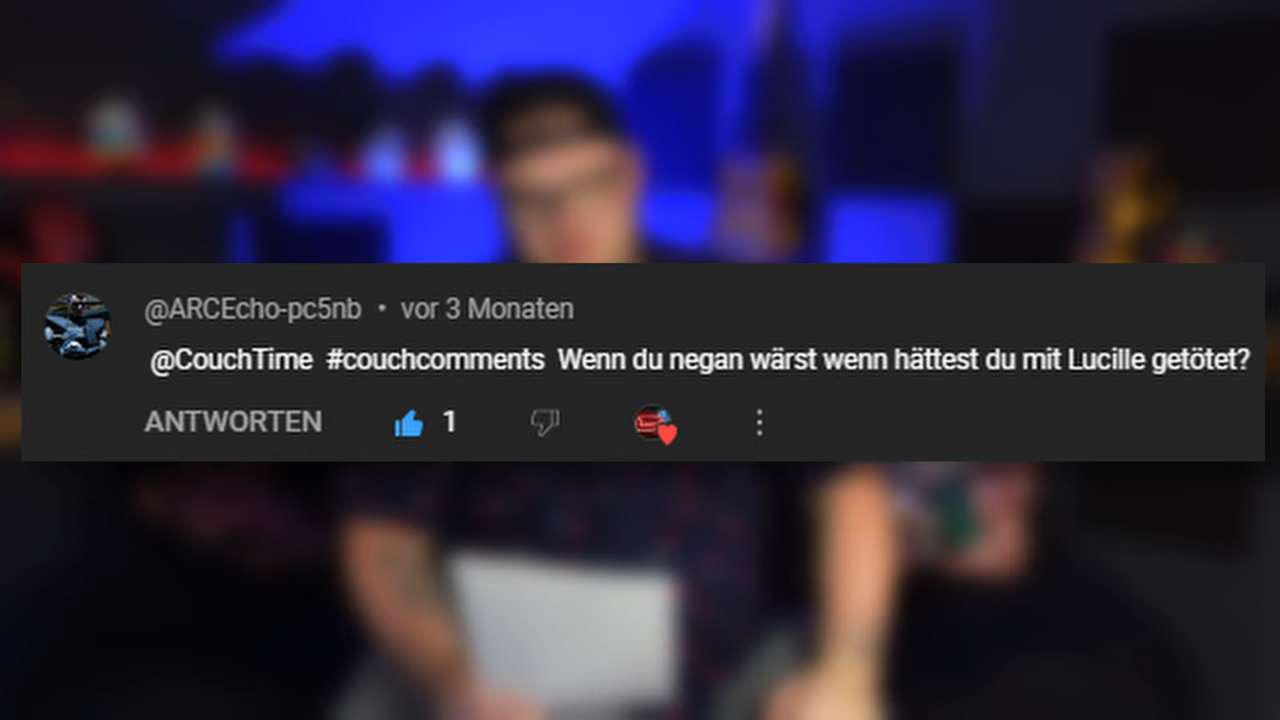 @ARCEcho-pc5nb • vor 3 Monaten
@CouchTime #couchcomments Wenn du negan wärst wenn hättest du mit Lucille getötet?
ANTWORTEN 1